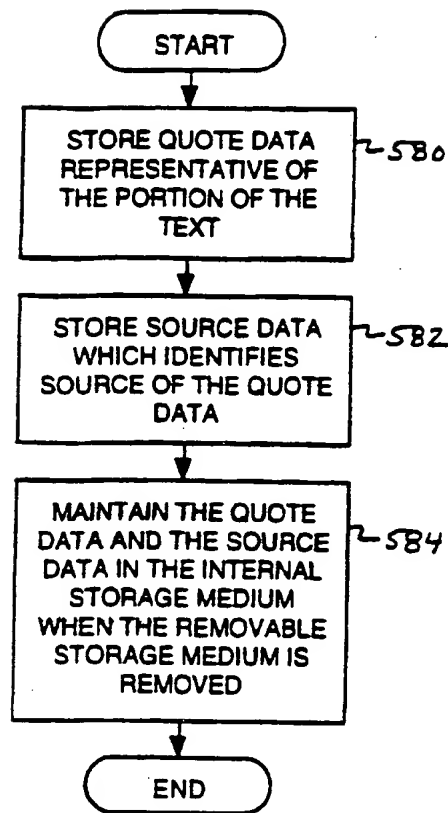 START
STORE QUOTE DATA
REPRESENTATIVE
OF THE PORTION OF THE
TEXT
580
STORE SOURCE DATA
WHICH IDENTIFIES
SOURCE OF THE QUOTE
DATA
582
MAINTAIN THE QUOTE
DATA AND THE SOURCE
DATA IN THE INTERNAL
STORAGE MEDIUM
WHEN THE REMOVABLE
STORAGE MEDIUM IS
REMOVED
584
END